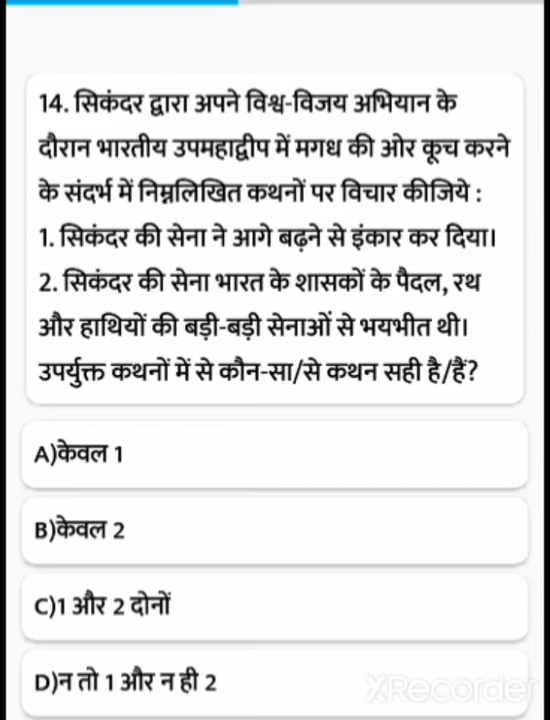 14. सिकंदर द्वारा अपने विश्व-विजय अभियान के
दौरान भारतीय उपमहाद्वीप में मगध की ओर कूच करने
के संदर्भ में निम्नलिखित कथनों पर विचार कीजिये :
1. सिकंदर की सेना ने आगे बढ़ने से इंकार कर दिया।
2. सिकंदर की सेना भारत के शासकों के पैदल, रथ
और हाथियों की बड़ी-बड़ी सेनाओं से भयभीत थी।
उपर्युक्त कथनों में से कौन-सा/से कथन सही है/हैं?
A)केवल 1
B)केवल 2
C)1 और 2 दोनों
D)न तो 1 और न ही 2
XRecorder